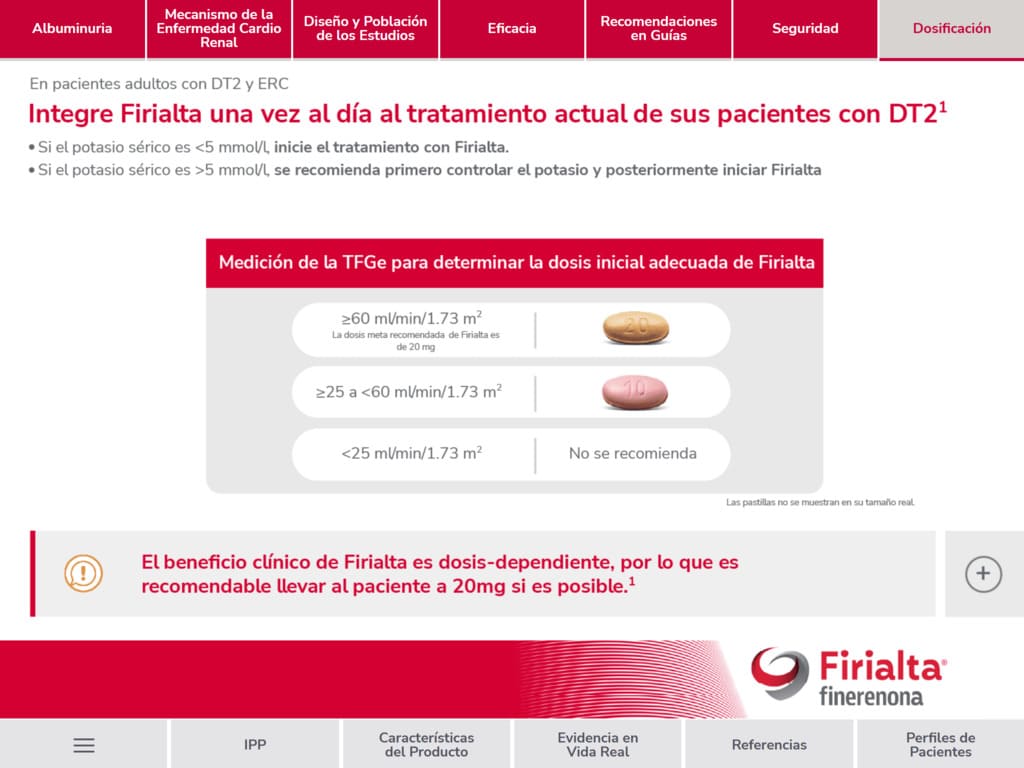 Albuminuria
Mecanismo de la
Enfermedad Cardio
Renal
Diseño y Población
de los Estudios
Eficacia
Recomendaciones
en Guías
Seguridad
Dosificación
En pacientes adultos con DT2 y ERC
Integre Firialta una vez al día al tratamiento actual de sus pacientes con DT2¹
• Si el potasio sérico es <5 mmol/l, inicie el tratamiento con Firialta.
• Si el potasio sérico es >5 mmol/l, se recomienda primero controlar el potasio y posteriormente iniciar Firialta
Medición de la TFGe para determinar la dosis inicial adecuada de Firialta
≥60 ml/min/1.73 m²
La dosis meta recomendada de Firialta es
de 20 mg
20
≥25 a <60 ml/min/1.73 m²
10
<25 ml/min/1.73 m²
No se recomienda
Las pastillas no se muestran en su tamaño real.
El beneficio clínico de Firialta es dosis-dependiente, por lo que es
recomendable llevar al paciente a 20mg si es posible.¹
Firialta®
finerenona
IPP
Características
del Producto
Evidencia en
Vida Real
Referencias
Perfiles de
Pacientes